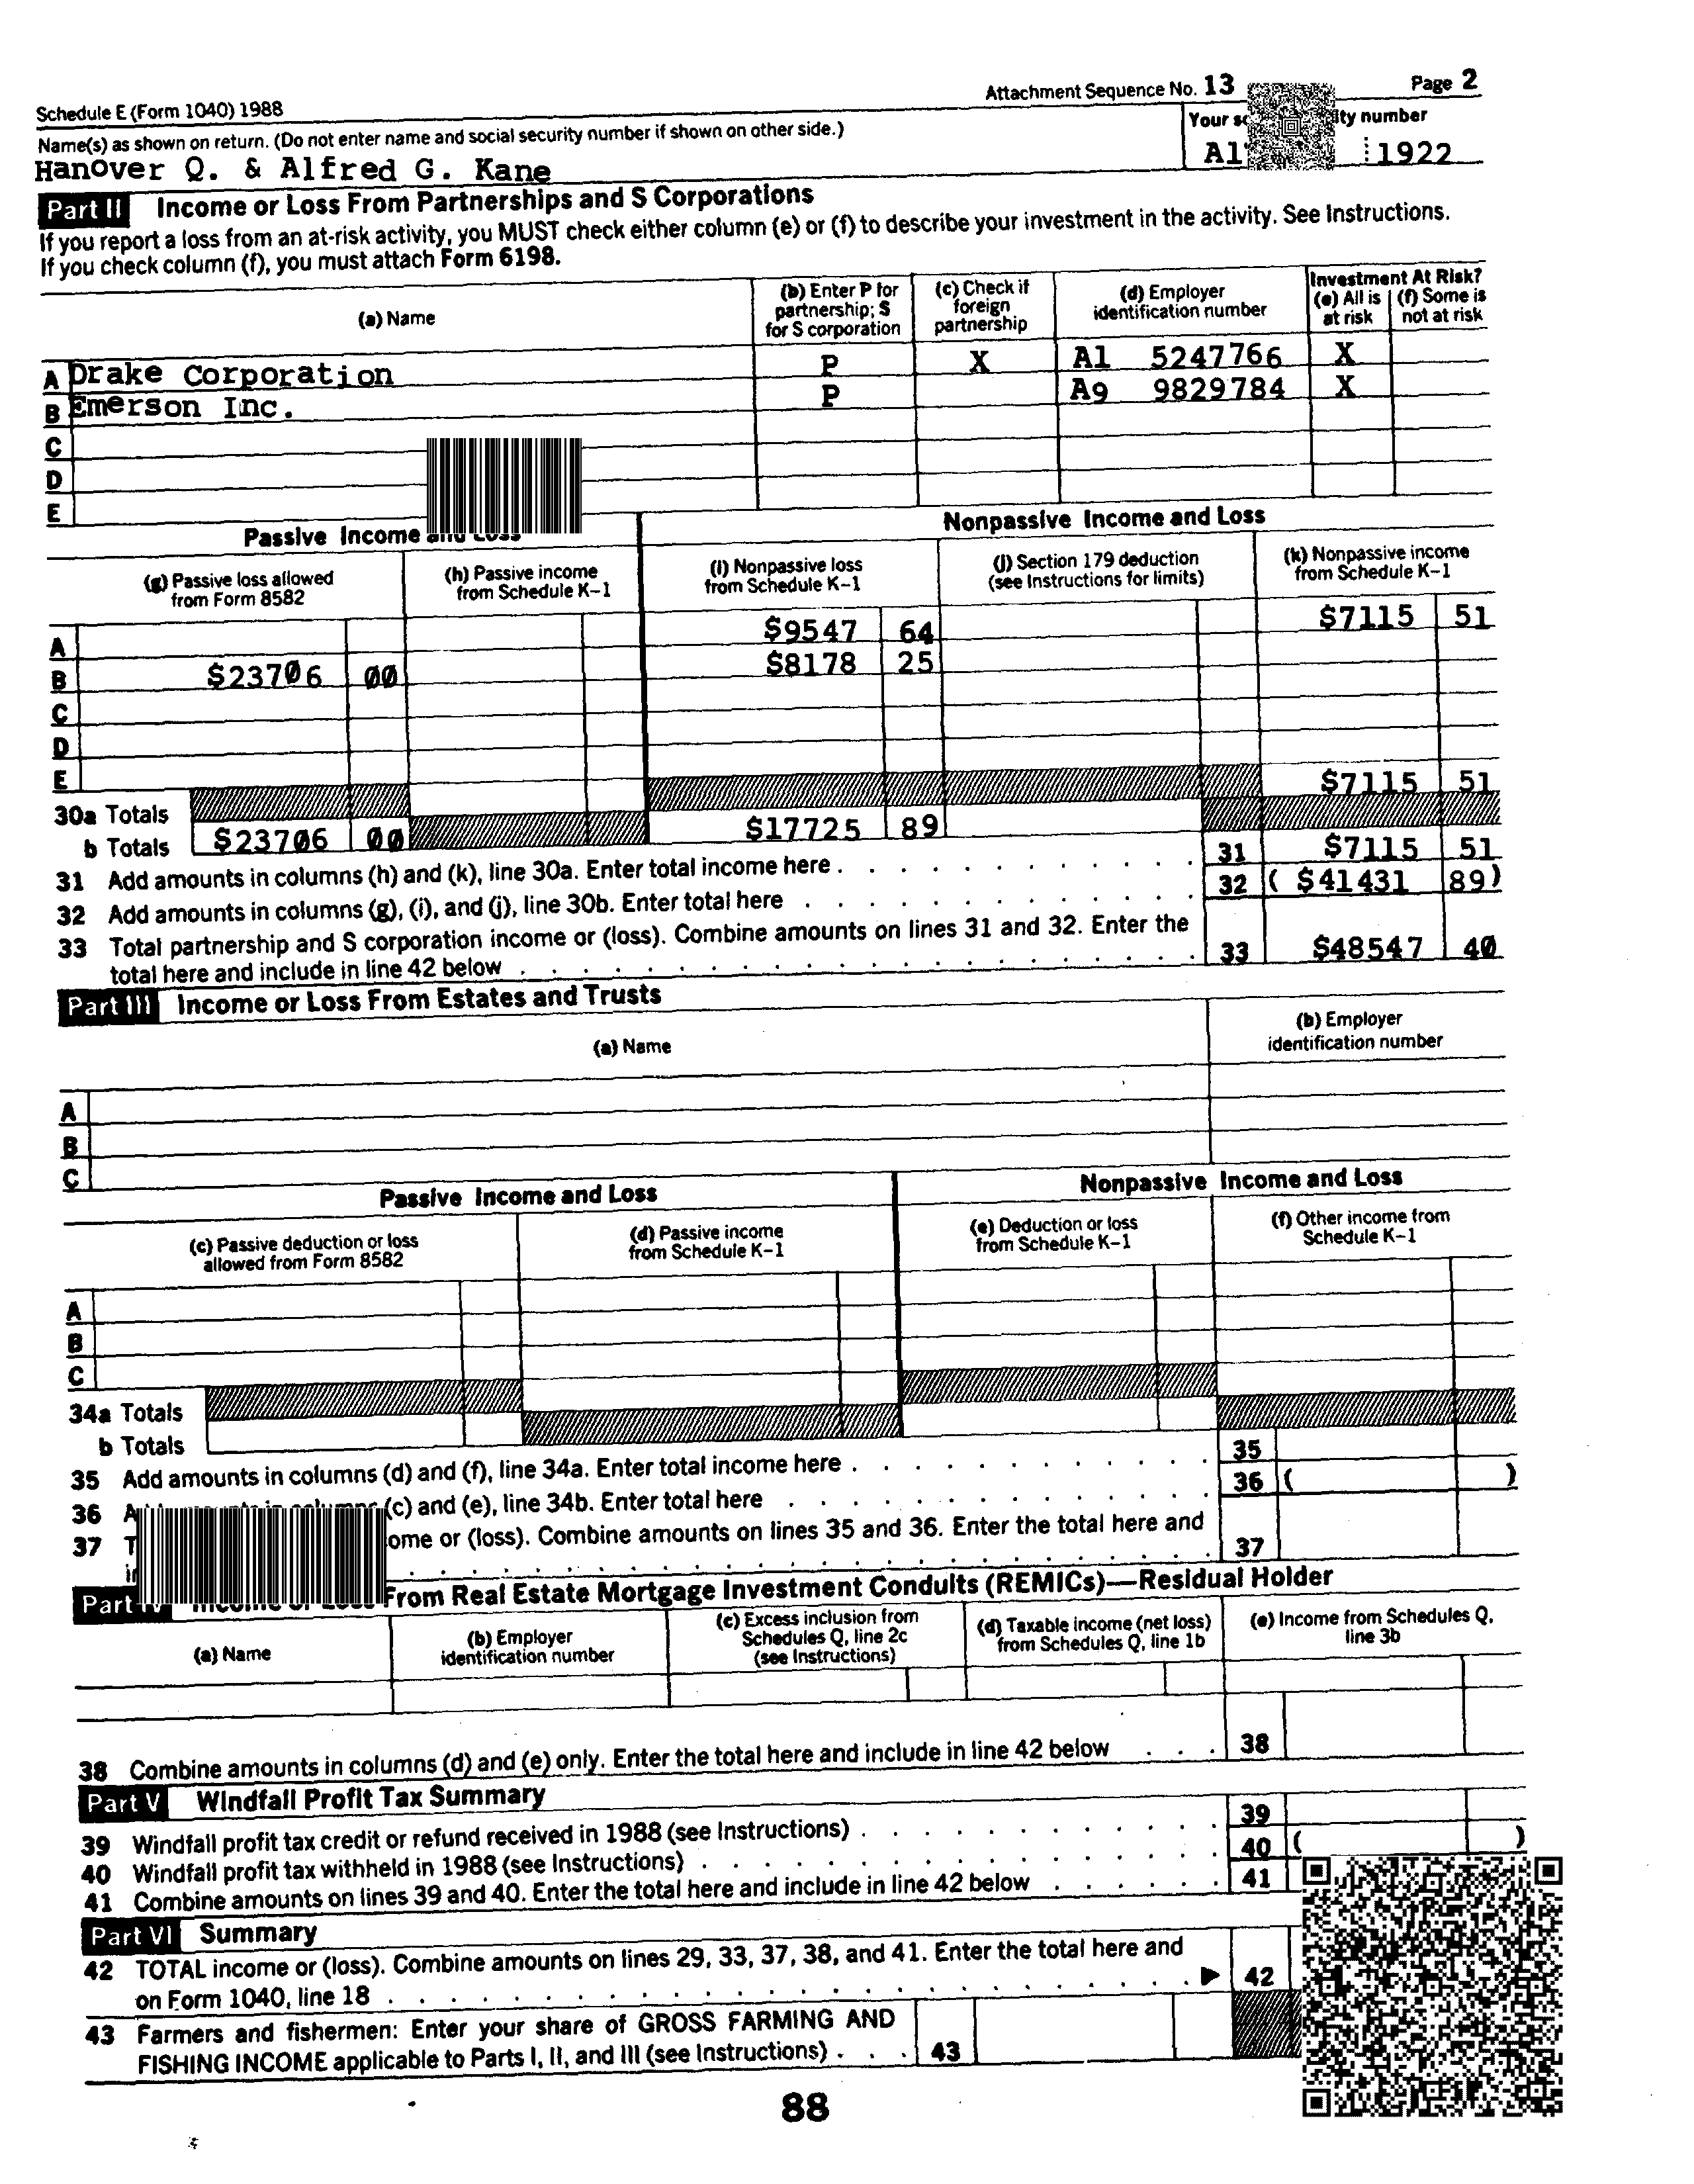 Attachment Sequence No. 13 Page 2
Schedule E (Form 1040) 1988
Name(s) as shown on return. (Do not enter name and social security number if shown on other side.)
Your ity number
Hanover Q. & Alfred G. Kane
1922
Part II Income or Loss From Partnerships and S Corporations
If you report a loss from an at-risk activity, you MUST check either column (e) or (f) to describe your investment in the activity. See Instructions.
If you check column (f), you must attach Form 6198.
(a) Name
(b) Enter P for partnership; S for S corporation
(c) Check if foreign partnership
(d) Employer identification number
Investment At Risk?
(e) All is at risk
(f) Some is not at risk
A Drake Corporation P X A1 5247766 X
B Emerson Inc. P A9 9829784 X
C
D
E
Passive Income
Nonpassive Income and Loss
(g) Passive loss allowed from Form 8582
(h) Passive income from Schedule K–1
(i) Nonpassive loss from Schedule K–1
(j) Section 179 deduction (see Instructions for limits)
(k) Nonpassive income from Schedule K–1
A $9547 64 $7115 51
B $23706 00 $8178 25
C
D
E
30a Totals $7115 51
b Totals $23706 00 $17725 89
31 Add amounts in columns (h) and (k), line 30a. Enter total income here 31 $7115 51
32 Add amounts in columns (g), (i), and (j), line 30b. Enter total here 32 ( $41431 89)
33 Total partnership and S corporation income or (loss). Combine amounts on lines 31 and 32. Enter the
total here and include in line 42 below 33 $48547 40
Part III Income or Loss From Estates and Trusts
(a) Name
(b) Employer identification number
A
B
C
Passive Income and Loss
Nonpassive Income and Loss
(c) Passive deduction or loss allowed from Form 8582
(d) Passive income from Schedule K–1
(e) Deduction or loss from Schedule K–1
(f) Other income from Schedule K–1
A
B
C
34a Totals
b Totals
35 Add amounts in columns (d) and (f), line 34a. Enter total income here 35
36 (c) and (e), line 34b. Enter total here 36 ( )
37 ome or (loss). Combine amounts on lines 35 and 36. Enter the total here and
37
Part IV From Real Estate Mortgage Investment Conduits (REMICs)—Residual Holder
(a) Name
(b) Employer identification number
(c) Excess inclusion from Schedules Q, line 2c (see Instructions)
(d) Taxable income (net loss) from Schedules Q, line 1b
(e) Income from Schedules Q, line 3b
38 Combine amounts in columns (d) and (e) only. Enter the total here and include in line 42 below 38
Part V Windfall Profit Tax Summary
39 Windfall profit tax credit or refund received in 1988 (see Instructions) 39
40 Windfall profit tax withheld in 1988 (see Instructions) 40 ( )
41 Combine amounts on lines 39 and 40. Enter the total here and include in line 42 below 41
Part VI Summary
42 TOTAL income or (loss). Combine amounts on lines 29, 33, 37, 38, and 41. Enter the total here and
on Form 1040, line 18 42
43 Farmers and fishermen: Enter your share of GROSS FARMING AND
FISHING INCOME applicable to Parts I, II, and III (see Instructions) 43
88